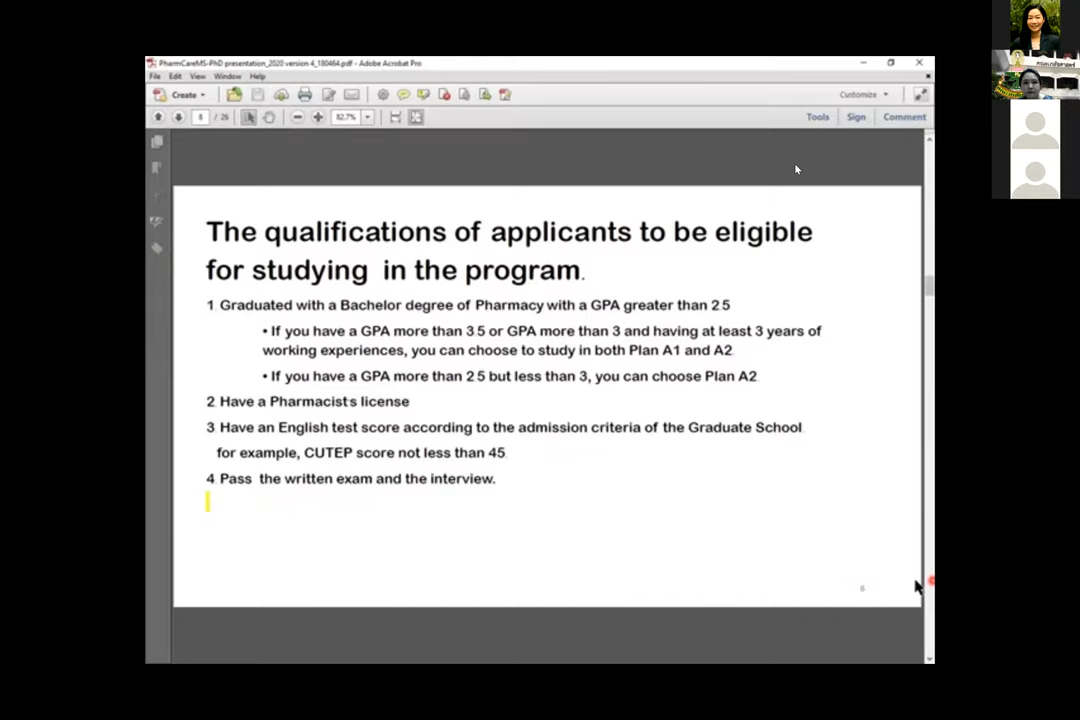 PharmCareMS-PhD presentation_2020 version 4_180464.pdf - Adobe Acrobat Pro
File Edit View Window Help
Create Customize
8 / 28 82.7% Tools Sign Comment
The qualifications of applicants to be eligible
for studying in the program.
1 Graduated with a Bachelor degree of Pharmacy with a GPA greater than 2 5
• If you have a GPA more than 3 5 or GPA more than 3 and having at least 3 years of
working experiences, you can choose to study in both Plan A1 and A2
• If you have a GPA more than 2 5 but less than 3, you can choose Plan A2
2 Have a Pharmacist's license
3 Have an English test score according to the admission criteria of the Graduate School
for example, CUTEP score not less than 45
4 Pass the written exam and the interview.
8